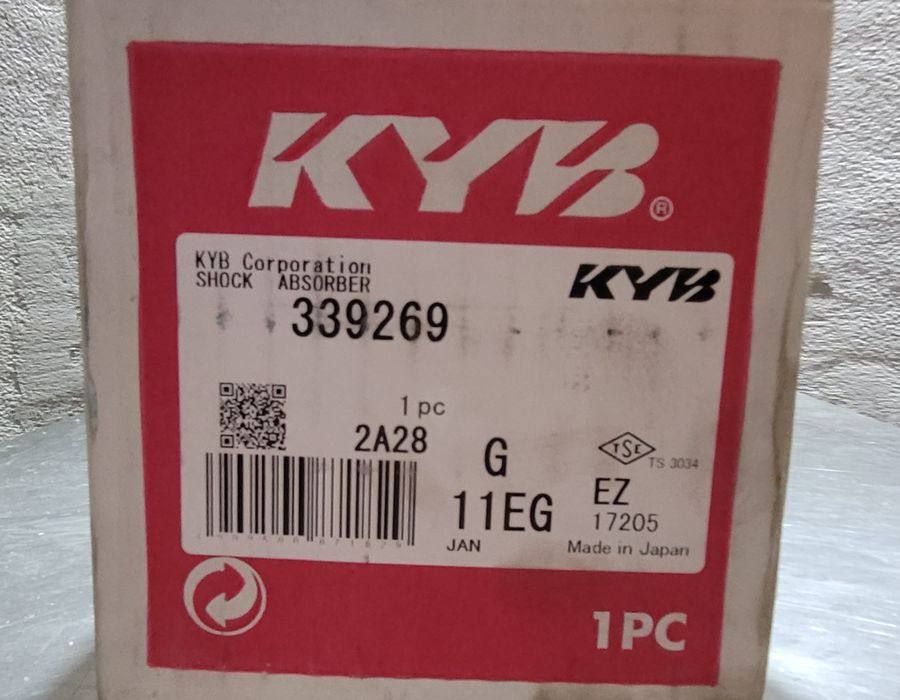 KYB®
KYB Corporation
SHOCK ABSORBER
KYB
339269
1 pc
2A28
G
TSE
TS 3034
11EG
EZ
17205
JAN
Made in Japan
1PC